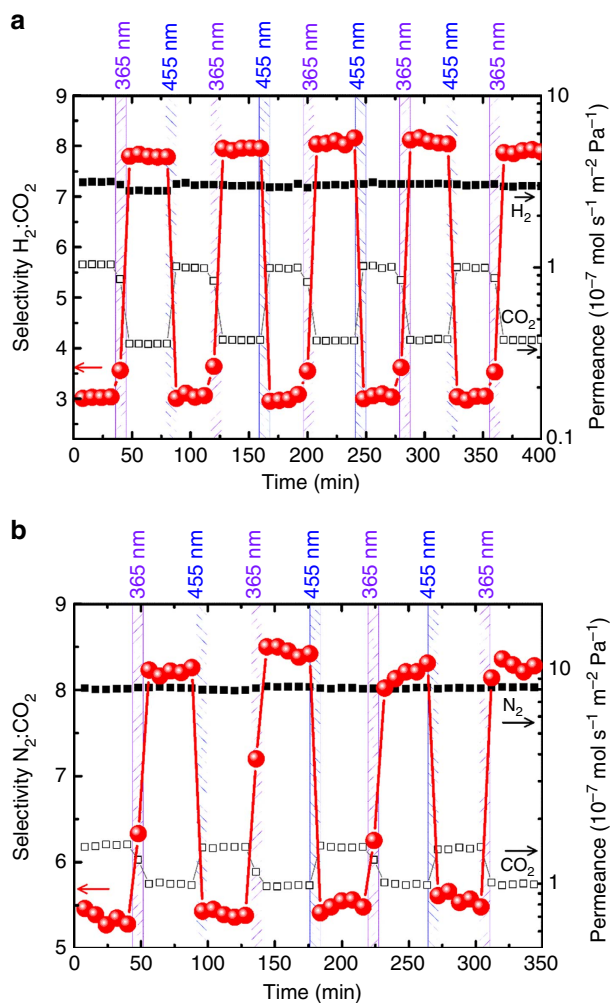 a
365 nm
455 nm
365 nm
455 nm
365 nm
455 nm
365 nm
455 nm
365 nm
9
8
7
6
5
4
3
Selectivity H2:CO2
10
1
0.1
Permeance (10–7 mol s–1 m–2 Pa–1)
H2
CO2
0 50 100 150 200 250 300 350 400
Time (min)
b
365 nm
455 nm
365 nm
455 nm
365 nm
455 nm
365 nm
9
8
7
6
5
Selectivity N2:CO2
10
1
Permeance (10–7 mol s–1 m–2 Pa–1)
N2
CO2
0 50 100 150 200 250 300 350
Time (min)